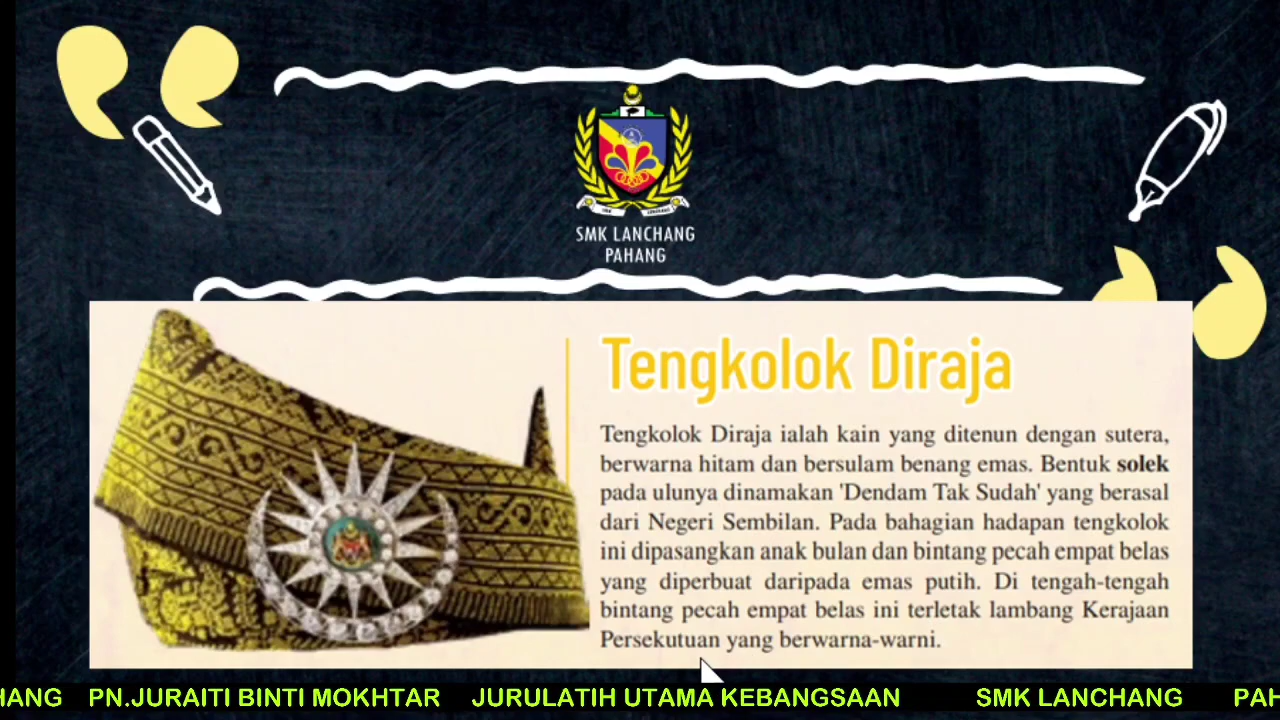 SMK LANCHANG
PAHANG
Tengkolok Diraja
Tengkolok Diraja ialah kain yang ditenun dengan sutera,
berwarna hitam dan bersulam benang emas. Bentuk solek
pada ulunya dinamakan 'Dendam Tak Sudah' yang berasal
dari Negeri Sembilan. Pada bahagian hadapan tengkolok
ini dipasangkan anak bulan dan bintang pecah empat belas
yang diperbuat daripada emas putih. Di tengah-tengah
bintang pecah empat belas ini terletak lambang Kerajaan
Persekutuan yang berwarna-warni.
HANG PN.JURAITI BINTI MOKHTAR JURULATIH UTAMA KEBANGSAAN SMK LANCHANG PAH